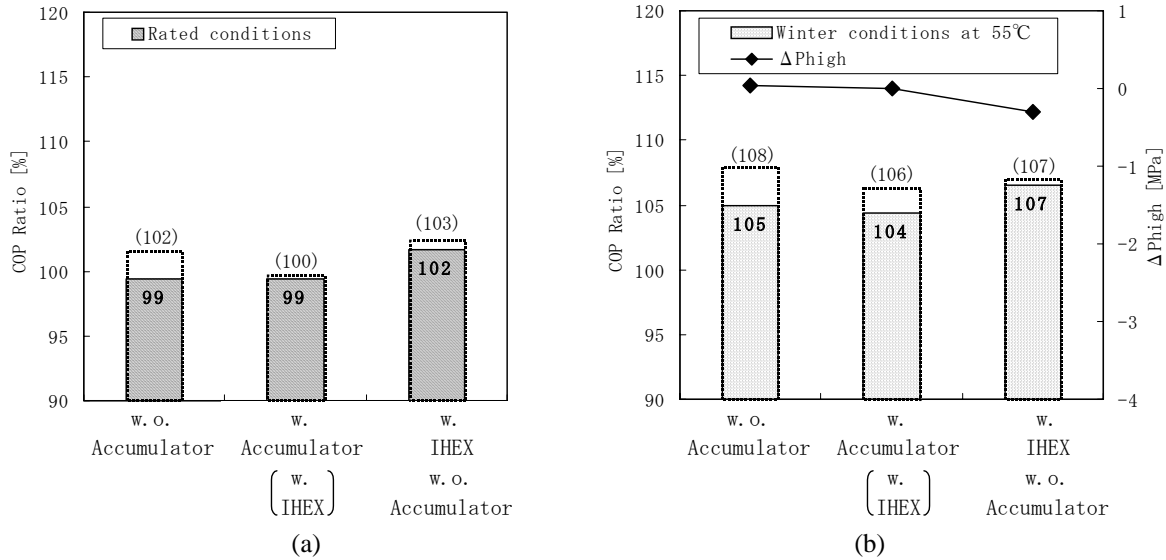 120
115
110
105
100
95
90
COP Ratio [%]
Rated conditions
(102)
99
(100)
99
(103)
102
w.o.
Accumulator
w.
Accumulator
w.
IHEX
w.
IHEX
w.o.
Accumulator
(a)
120
115
110
105
100
95
90
COP Ratio [%]
Winter conditions at 55℃
ΔPhigh
(108)
105
(106)
104
(107)
107
1
0
-1
-2
-3
-4
ΔPhigh [MPa]
w.o.
Accumulator
w.
Accumulator
w.
IHEX
w.
IHEX
w.o.
Accumulator
(b)